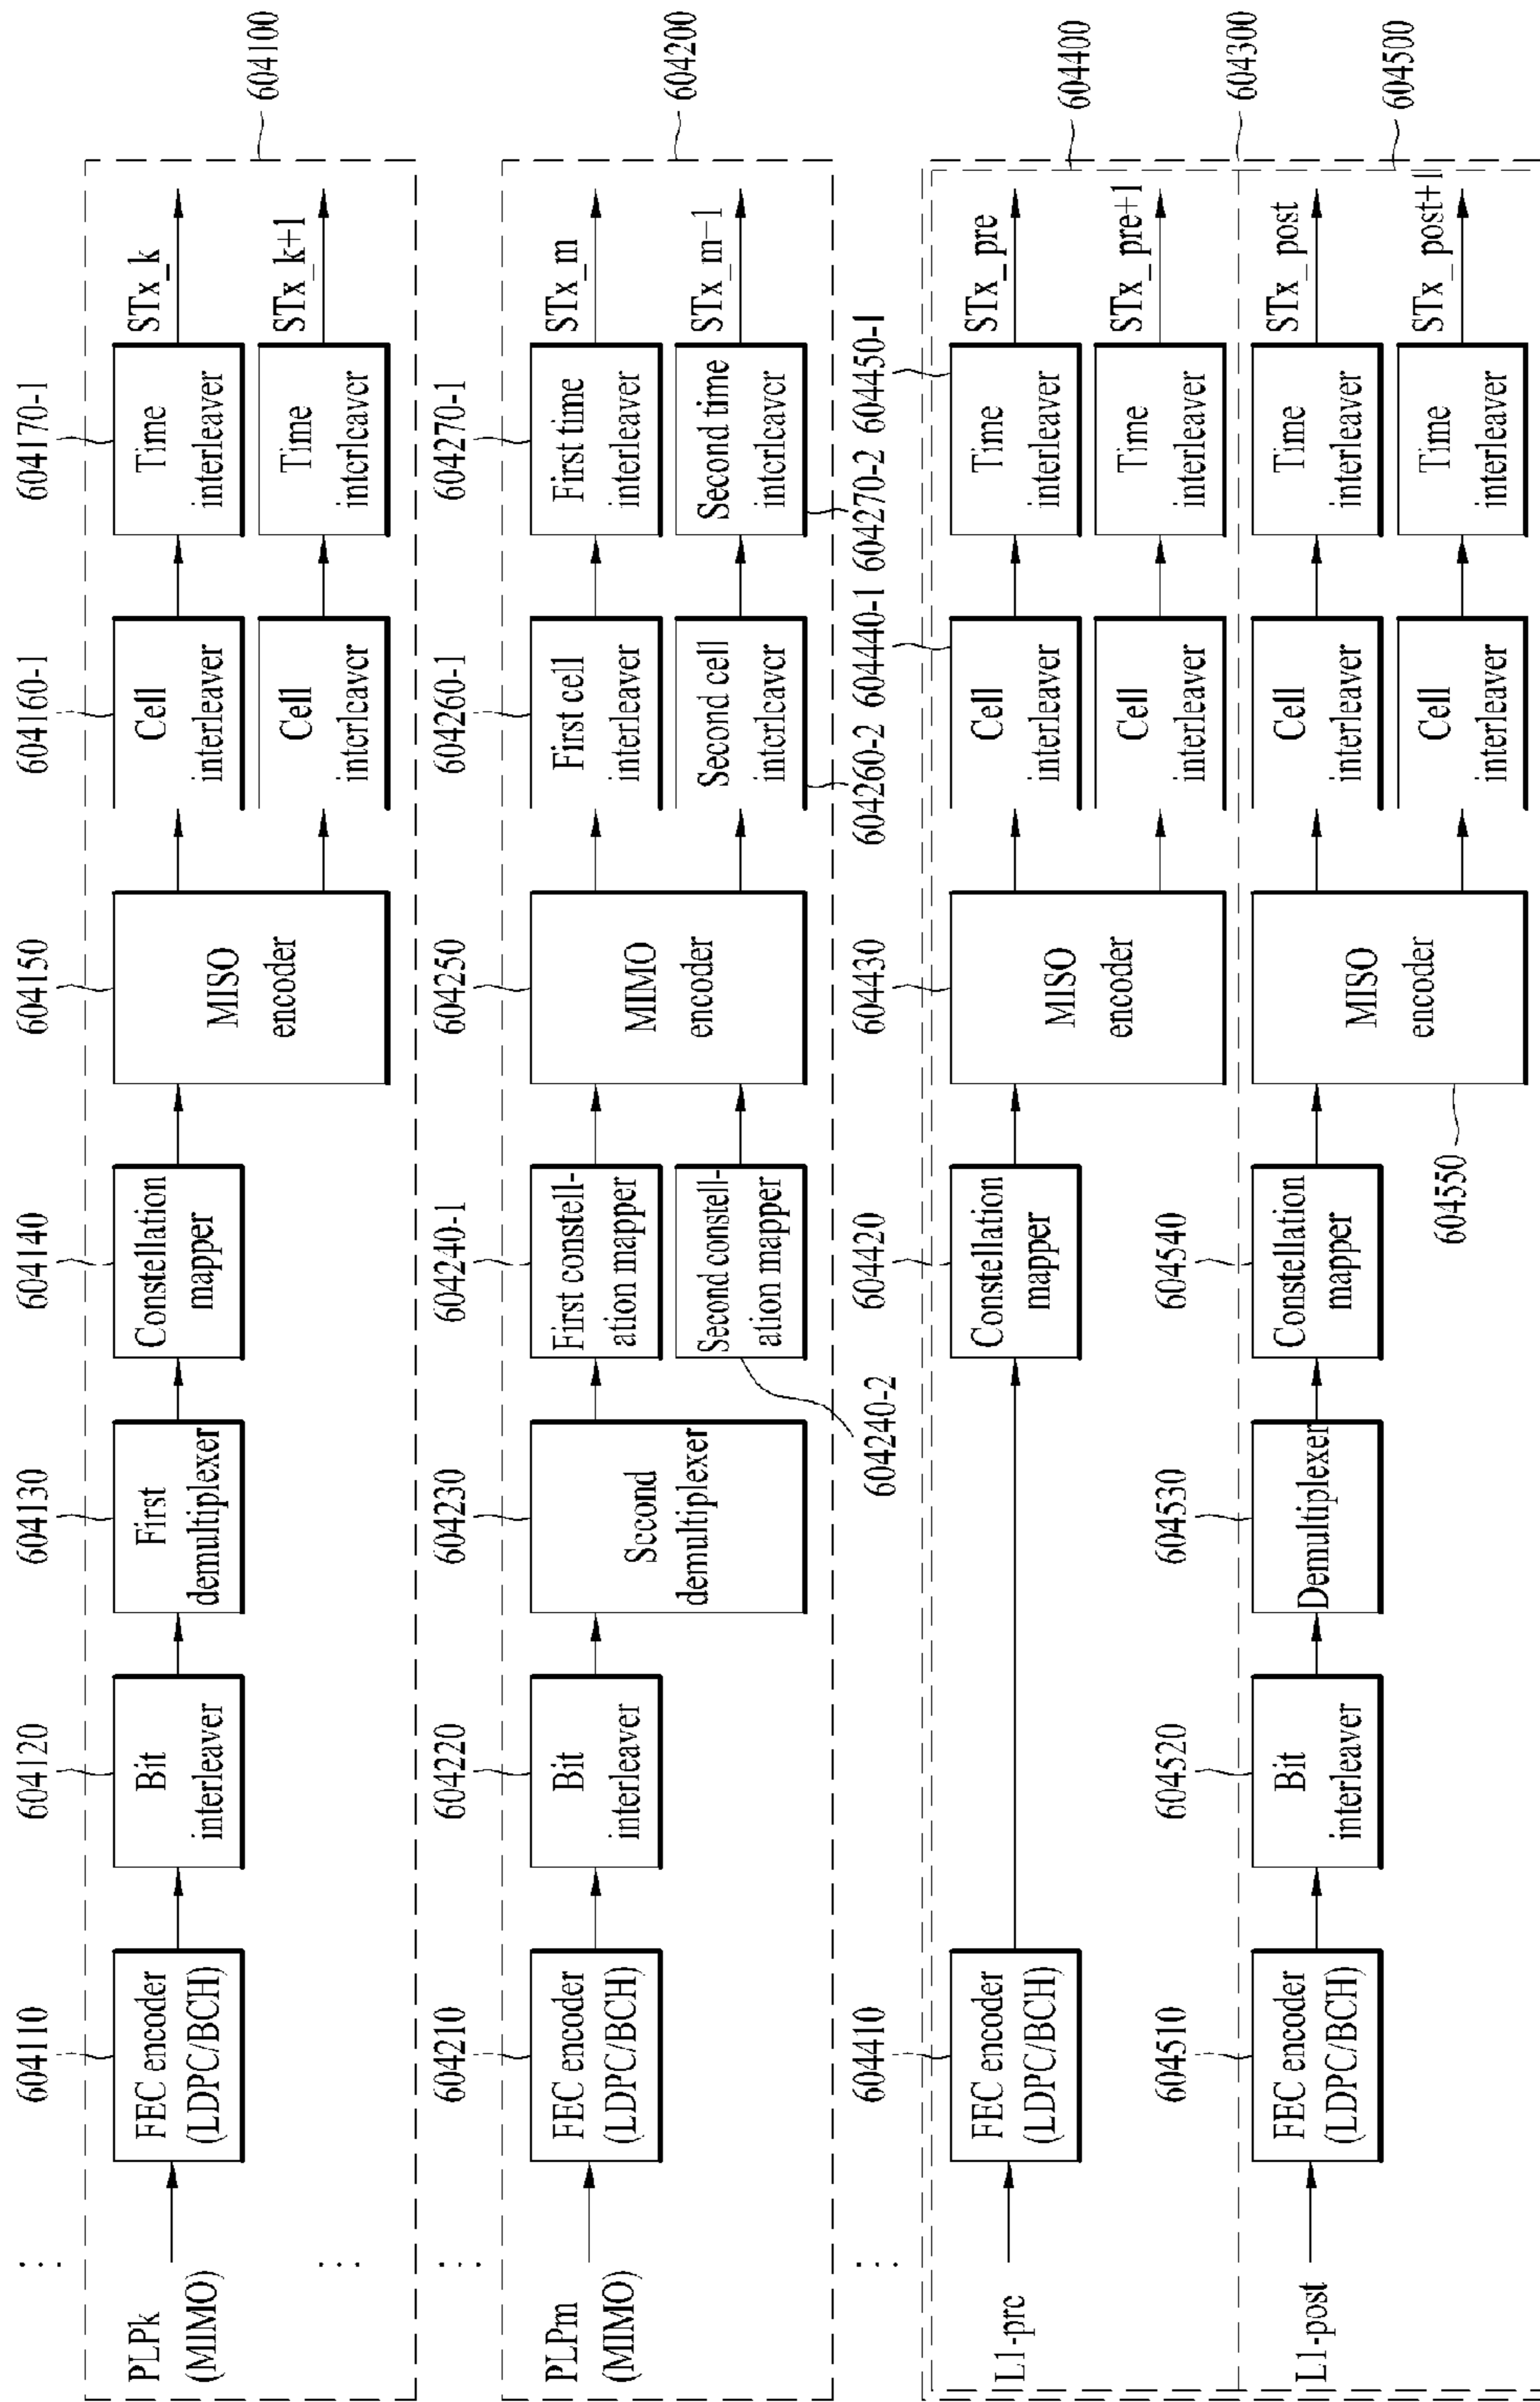 604110
604120
604130
604140
604150
604160-1
604170-1
604100
PLPk
(MIMO)
FEC encoder
(LDPC/BCH)
Bit
interleaver
First
demultiplexer
Constellation
mapper
MISO
encoder
Cell
interleaver
Time
interleaver
STx_k
Cell
interleaver
Time
interleaver
STx_k+1
604210
604220
604230
604240-1
604250
604260-1
604270-1
604200
PLPm
(MIMO)
FEC encoder
(LDPC/BCH)
Bit
interleaver
Second
demultiplexer
First constell-
ation mapper
MIMO
encoder
First cell
interleaver
First time
interleaver
STx_m
Second constell-
ation mapper
Second cell
interleaver
Second time
interleaver
STx_m-1
604240-2
604260-2
604270-2
604410
604420
604430
604440-1
604450-1
604400
L1-pre
FEC encoder
(LDPC/BCH)
Constellation
mapper
MISO
encoder
Cell
interleaver
Time
interleaver
STx_pre
Cell
interleaver
Time
interleaver
STx_pre+1
604300
604510
604520
604530
604540
604500
L1-post
FEC encoder
(LDPC/BCH)
Bit
interleaver
Demultiplexer
Constellation
mapper
MISO
encoder
Cell
interleaver
Time
interleaver
STx_post
Cell
interleaver
Time
interleaver
STx_post+1
604550